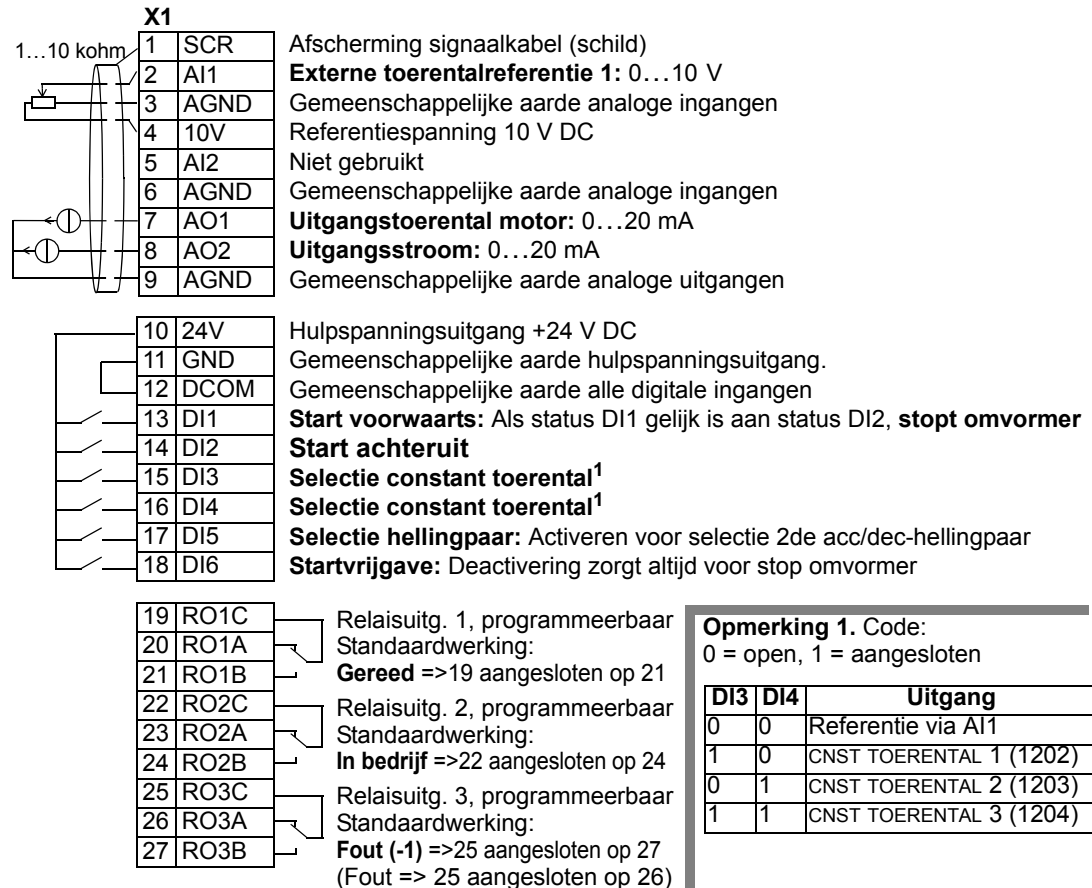 X1
1…10 kohm
1 SCR Afscherming signaalkabel (schild)
2 AI1 Externe toerentalreferentie 1: 0…10 V
3 AGND Gemeenschappelijke aarde analoge ingangen
4 10V Referentiespanning 10 V DC
5 AI2 Niet gebruikt
6 AGND Gemeenschappelijke aarde analoge ingangen
7 AO1 Uitgangstoerental motor: 0…20 mA
8 AO2 Uitgangsstroom: 0…20 mA
9 AGND Gemeenschappelijke aarde analoge uitgangen
10 24V Hulpspanningsuitgang +24 V DC
11 GND Gemeenschappelijke aarde hulpspanningsuitgang.
12 DCOM Gemeenschappelijke aarde alle digitale ingangen
13 DI1 Start voorwaarts: Als status DI1 gelijk is aan status DI2, stopt omvormer
14 DI2 Start achteruit
15 DI3 Selectie constant toerental1
16 DI4 Selectie constant toerental1
17 DI5 Selectie hellingpaar: Activeren voor selectie 2de acc/dec-hellingpaar
18 DI6 Startvrijgave: Deactivering zorgt altijd voor stop omvormer
19 RO1C Relaisuitg. 1, programmeerbaar
20 RO1A Standaardwerking:
21 RO1B Gereed =>19 aangesloten op 21
22 RO2C Relaisuitg. 2, programmeerbaar
23 RO2A Standaardwerking:
24 RO2B In bedrijf =>22 aangesloten op 24
25 RO3C Relaisuitg. 3, programmeerbaar
26 RO3A Standaardwerking:
27 RO3B Fout (-1) =>25 aangesloten op 27
(Fout => 25 aangesloten op 26)
Opmerking 1. Code:
0 = open, 1 = aangesloten
DI3 DI4 Uitgang
0 0 Referentie via AI1
1 0 CNST TOERENTAL 1 (1202)
0 1 CNST TOERENTAL 2 (1203)
1 1 CNST TOERENTAL 3 (1204)